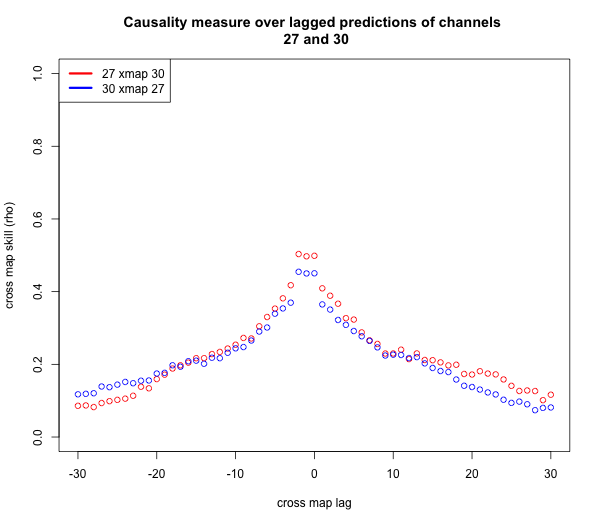 Causality measure over lagged predictions of channels
27 and 30
27 xmap 30
30 xmap 27
cross map skill (rho)
1.0
0.8
0.6
0.4
0.2
0.0
-30
-20
-10
0
10
20
30
cross map lag